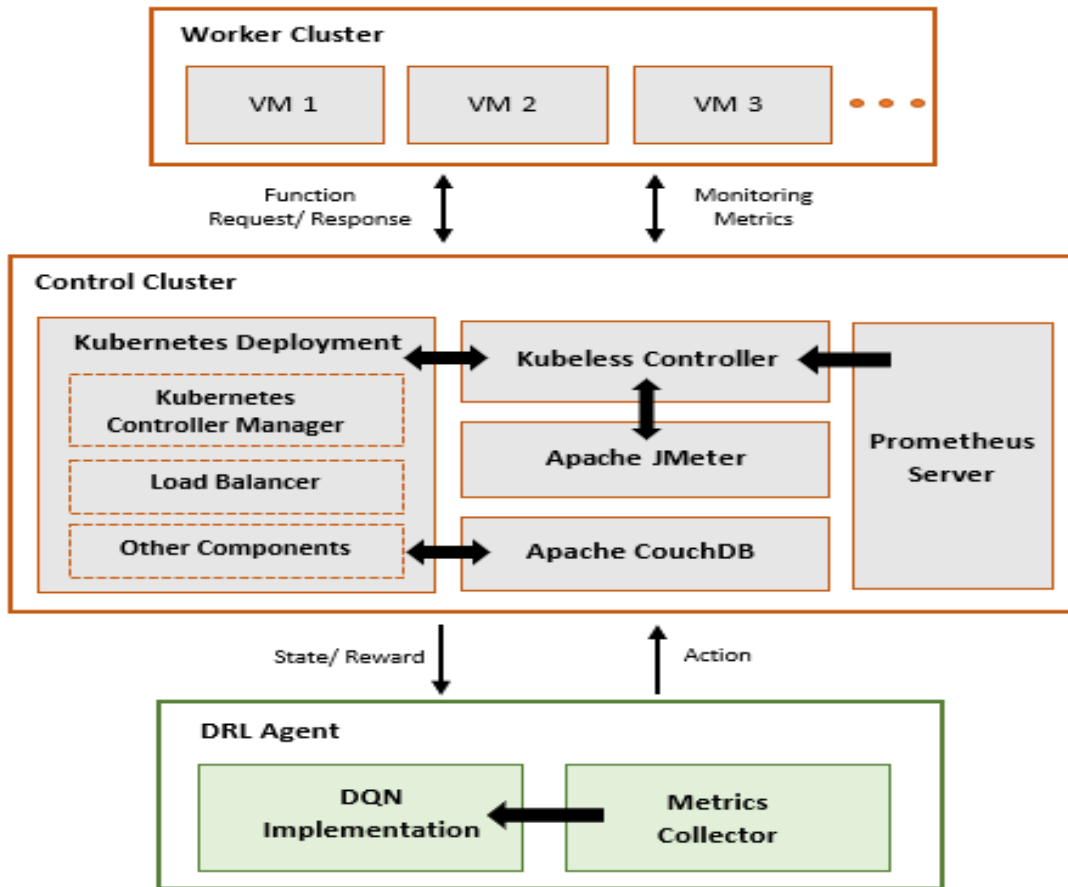 Worker Cluster
VM 1
VM 2
VM 3
Function
Request/ Response
Monitoring
Metrics
Control Cluster
Kubernetes Deployment
Kubernetes
Controller Manager
Load Balancer
Other Components
Kubeless Controller
Apache JMeter
Apache CouchDB
Prometheus
Server
State/ Reward
Action
DRL Agent
DQN
Implementation
Metrics
Collector